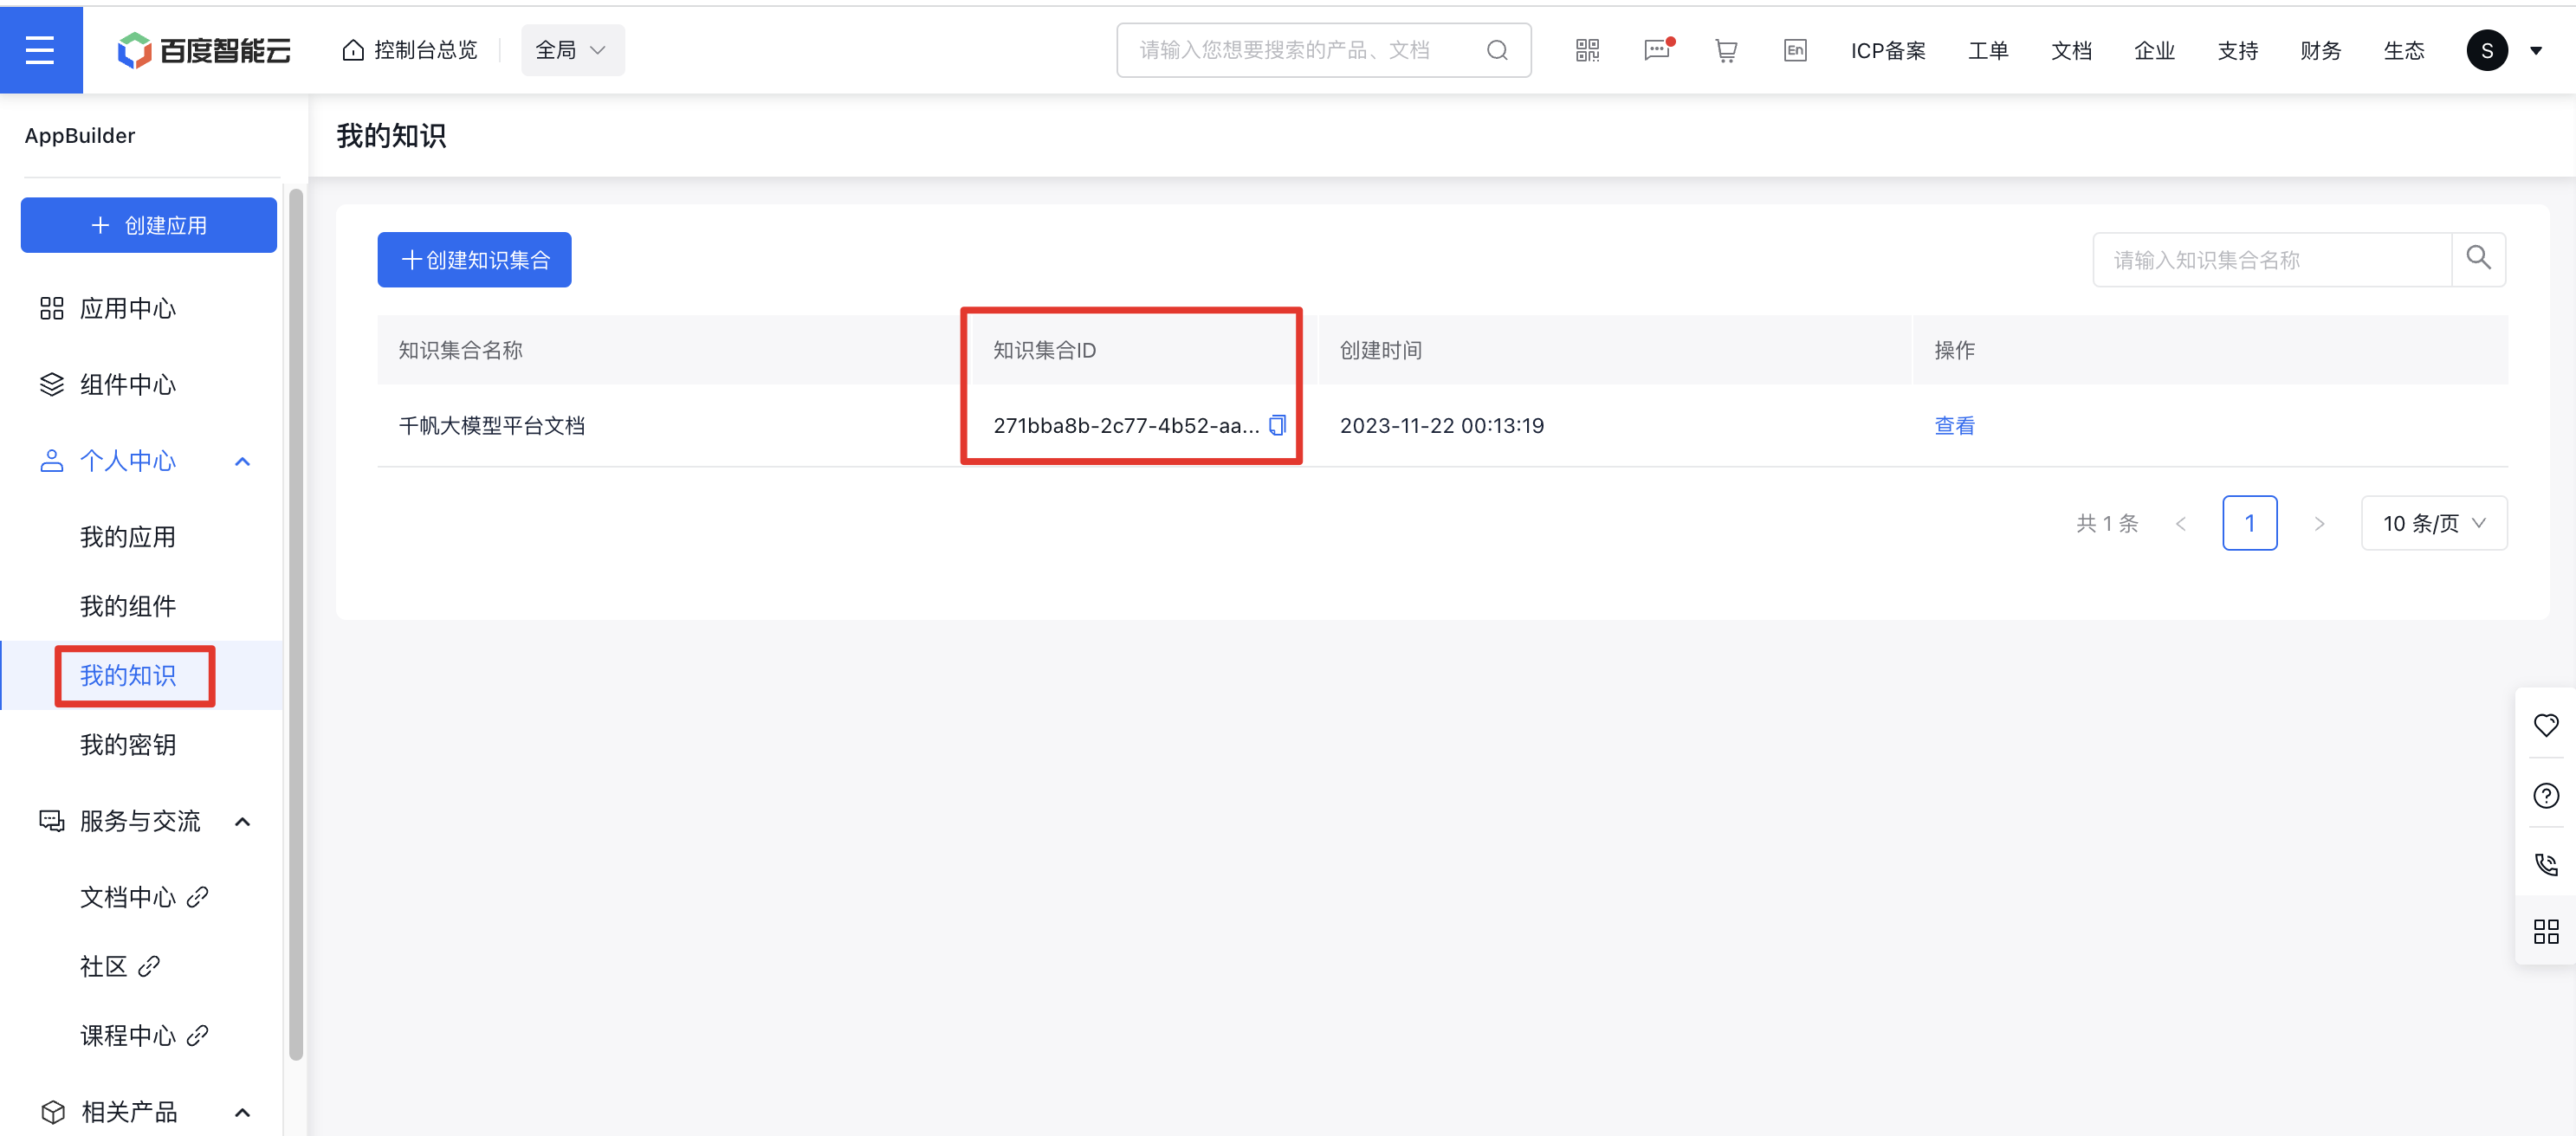 百度智能云
控制台总览
全局
请输入您想要搜索的产品、文档
En
ICP备案
工单
文档
企业
支持
财务
生态
S
AppBuilder
创建应用
应用中心
组件中心
个人中心
我的应用
我的组件
我的知识
我的密钥
服务与交流
文档中心
社区
课程中心
相关产品
我的知识
创建知识集合
请输入知识集合名称
知识集合名称 知识集合ID 创建时间 操作
千帆大模型平台文档 271bba8b-2c77-4b52-aa... 2023-11-22 00:13:19 查看
共 1 条 < 1 > 10 条/页